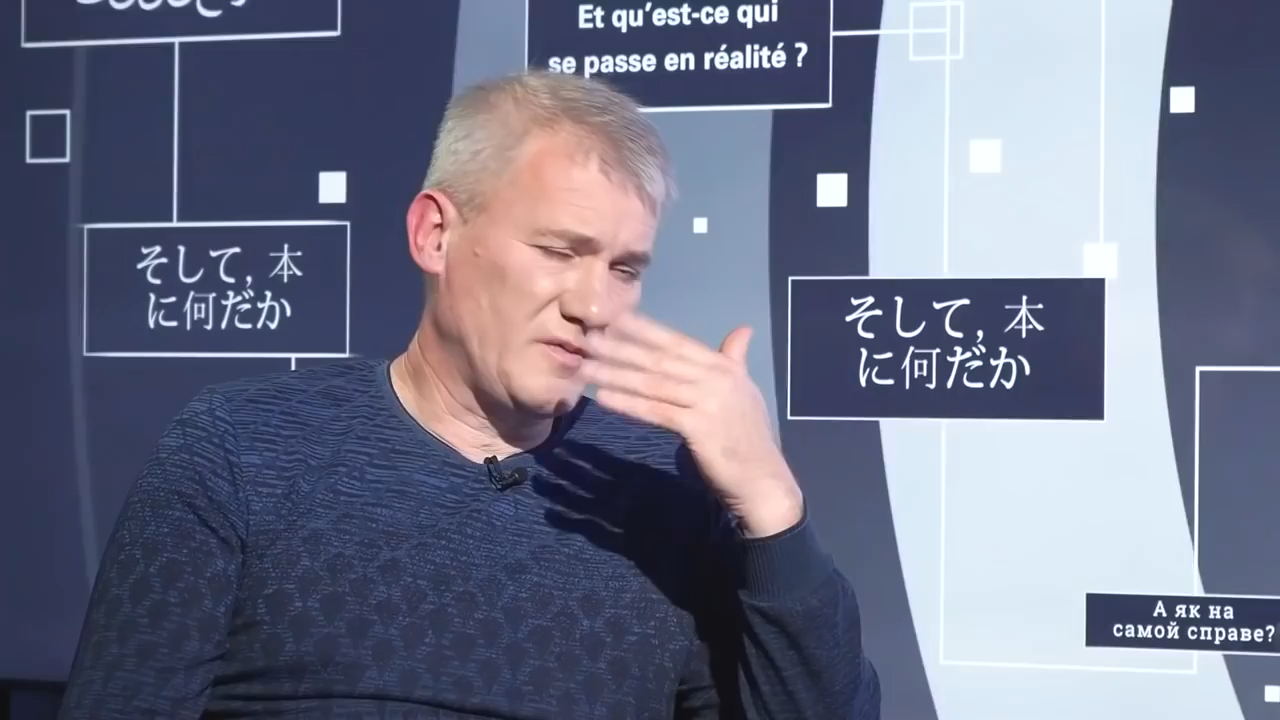 Et qu'est-ce qui
se passe en réalité ?
そして, 本
に何だか
そして, 本
に何だか
А як на
самой справе?